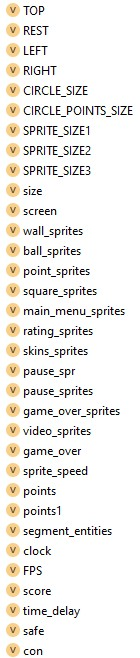 V TOP
V REST
V LEFT
V RIGHT
V CIRCLE_SIZE
V CIRCLE_POINTS_SIZE
V SPRITE_SIZE1
V SPRITE_SIZE2
V SPRITE_SIZE3
V size
V screen
V wall_sprites
V ball_sprites
V point_sprites
V square_sprites
V main_menu_sprites
V rating_sprites
V skins_sprites
V pause_spr
V pause_sprites
V game_over_sprites
V video_sprites
V game_over
V sprite_speed
V points
V points1
V segment_entities
V clock
V FPS
V score
V time_delay
V safe
V con